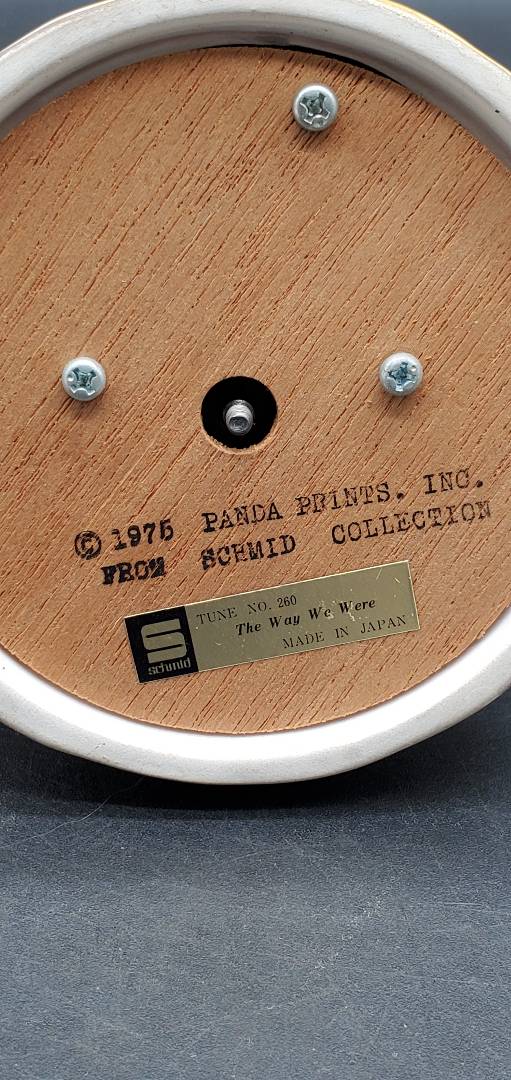 © 1975 PANDA PRINTS. INC.
FROM SCHMID COLLECTION
TUNE NO. 260
The Way We Were
MADE IN JAPAN
S
schmid